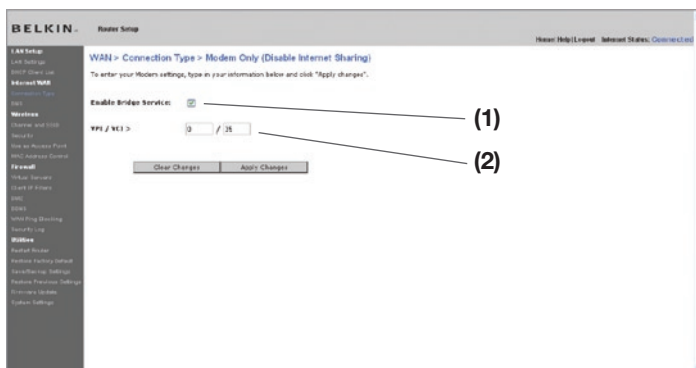 BELKIN
Router Setup
Home|Help|Logout Internet Status: Connected
LAN Setup
LAN Settings
DHCP Client List
Internet WAN
Connection Type
DNS
Wireless
Channel and SSID
Security
Use as Access Point
MAC Address Control
Firewall
Virtual Servers
Client IP Filters
DMZ
DDNS
WAN Ping Blocking
Security Log
Utilities
Restart Router
Restore Factory Default
Save/Backup Settings
Restore Previous Settings
Firmware Update
System Settings
WAN > Connection Type > Modem Only (Disable Internet Sharing)
To enter your Modem settings, type in your information below and click "Apply changes".
Enable Bridge Service:
(1)
VPI / VCI > 0 / 35
(2)
Clear Changes Apply Changes